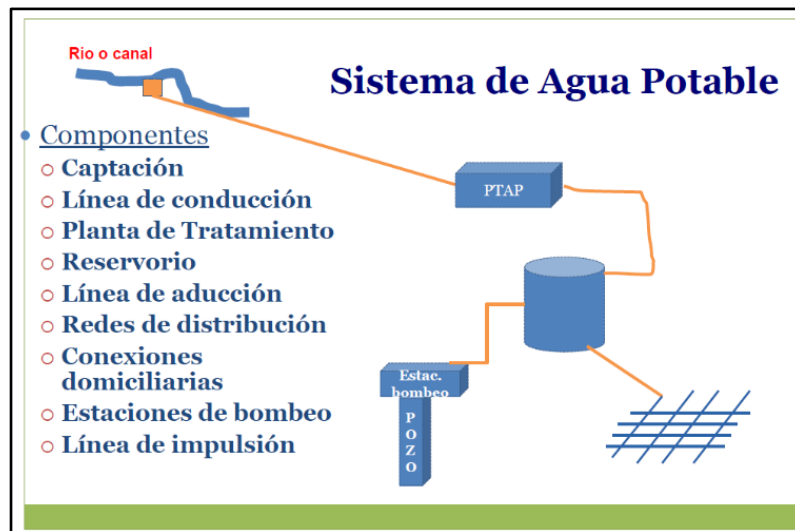 Rio o canal
Sistema de Agua Potable
Componentes
Captación
Línea de conducción
Planta de Tratamiento
Reservorio
Línea de aducción
Redes de distribución
Conexiones
domiciliarias
Estaciones de bombeo
Línea de impulsión
PTAP
Estac.
bombeo
P
O
Z
O